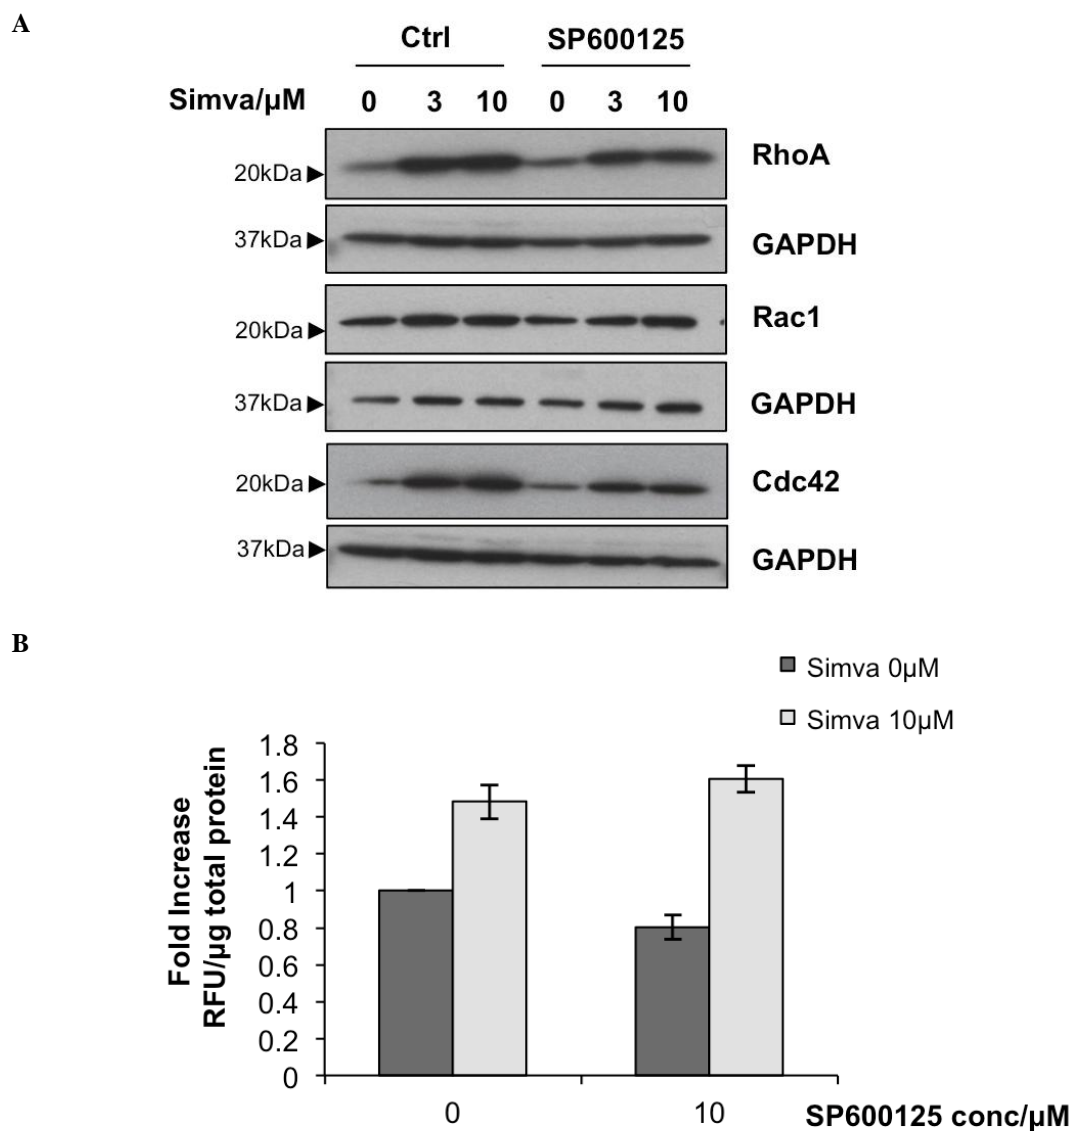 A
Ctrl SP600125
Simva/µM 0 3 10 0 3 10
20kDa RhoA
37kDa GAPDH
20kDa Rac1
37kDa GAPDH
20kDa Cdc42
37kDa GAPDH
B
Simva 0µM
Simva 10µM
Fold Increase
RFU/µg total protein
1.8
1.6
1.4
1.2
1
0.8
0.6
0.4
0.2
0
0 10 SP600125 conc/µM